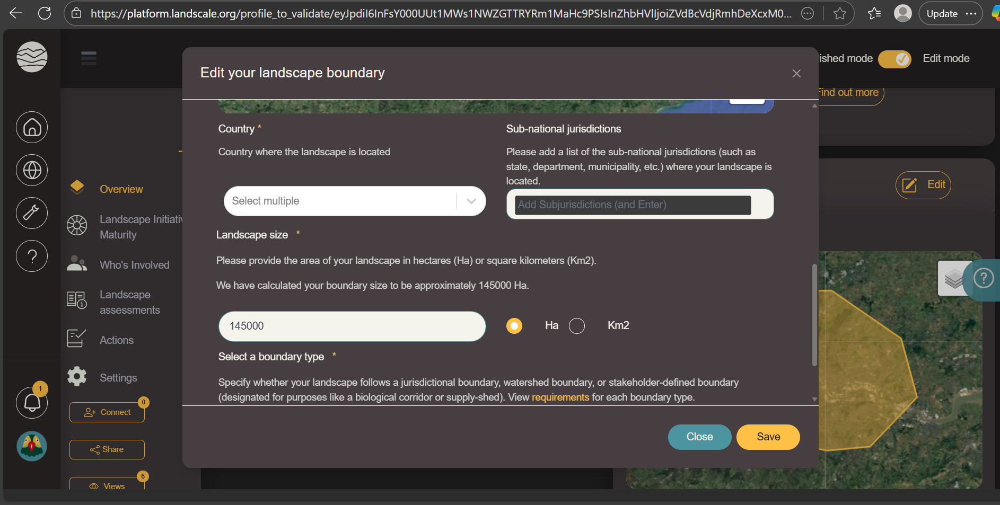 https://platform.landscale.org/profile_to_validate/eyJpdiI6InFsY000UUt1MWs1NWZGTTRYRm1MaHc9PSIsInZhbHVlIjoiZVdBcVdjRmhDeXcxM0...
Update
Edit your landscape boundary
ished mode
Edit mode
Find out more
Country *
Country where the landscape is located
Select multiple
Sub-national jurisdictions
Please add a list of the sub-national jurisdictions (such as
state, department, municipality, etc.) where your landscape is
located.
Add Subjurisdictions (and Enter)
Landscape size *
Please provide the area of your landscape in hectares (Ha) or square kilometers (Km2).
We have calculated your boundary size to be approximately 145000 Ha.
145000
Ha
Km2
Select a boundary type *
Specify whether your landscape follows a jurisdictional boundary, watershed boundary, or stakeholder-defined boundary
(designated for purposes like a biological corridor or supply-shed). View requirements for each boundary type.
Close
Save
Edit
Overview
Landscape Initiativ
Maturity
Who's Involved
Landscape
assessments
Actions
Settings
1
0
Connect
Share
6
Views